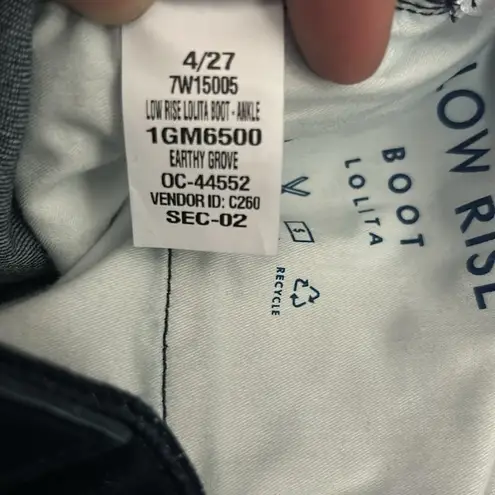 4/27
7W15005
LOW RISE LOLITA BOOT - ANKLE
1GM6500
EARTHY GROVE
OC-44552
VENDOR ID: C260
SEC-02
LOW RISE
BOOT
LOLITA
RECYCLE